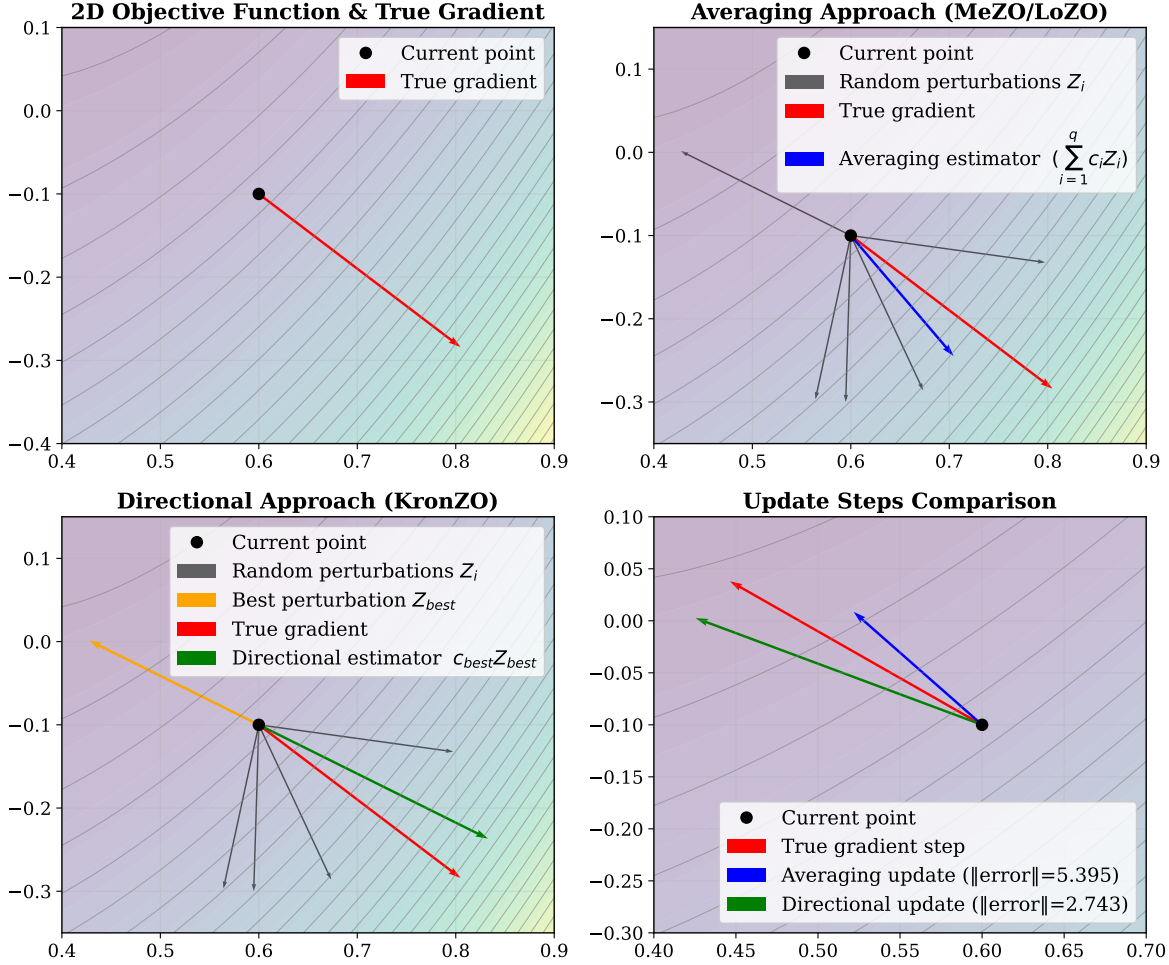 2D Objective Function & True Gradient
Current point
True gradient
0.1
0.0
−0.1
−0.2
−0.3
−0.4
0.4 0.5 0.6 0.7 0.8 0.9
Averaging Approach (MeZO/LoZO)
Current point
Random perturbations Z_i
True gradient
Averaging estimator (∑_{i=1}^{q} c_i Z_i)
0.1
0.0
−0.1
−0.2
−0.3
0.4 0.5 0.6 0.7 0.8 0.9
Directional Approach (KronZO)
Current point
Random perturbations Z_i
Best perturbation Z_{best}
True gradient
Directional estimator c_{best}Z_{best}
0.1
0.0
−0.1
−0.2
−0.3
0.4 0.5 0.6 0.7 0.8 0.9
Update Steps Comparison
0.10
0.05
0.00
−0.05
−0.10
−0.15
−0.20
−0.25
−0.30
Current point
True gradient step
Averaging update (‖error‖=5.395)
Directional update (‖error‖=2.743)
0.40 0.45 0.50 0.55 0.60 0.65 0.70